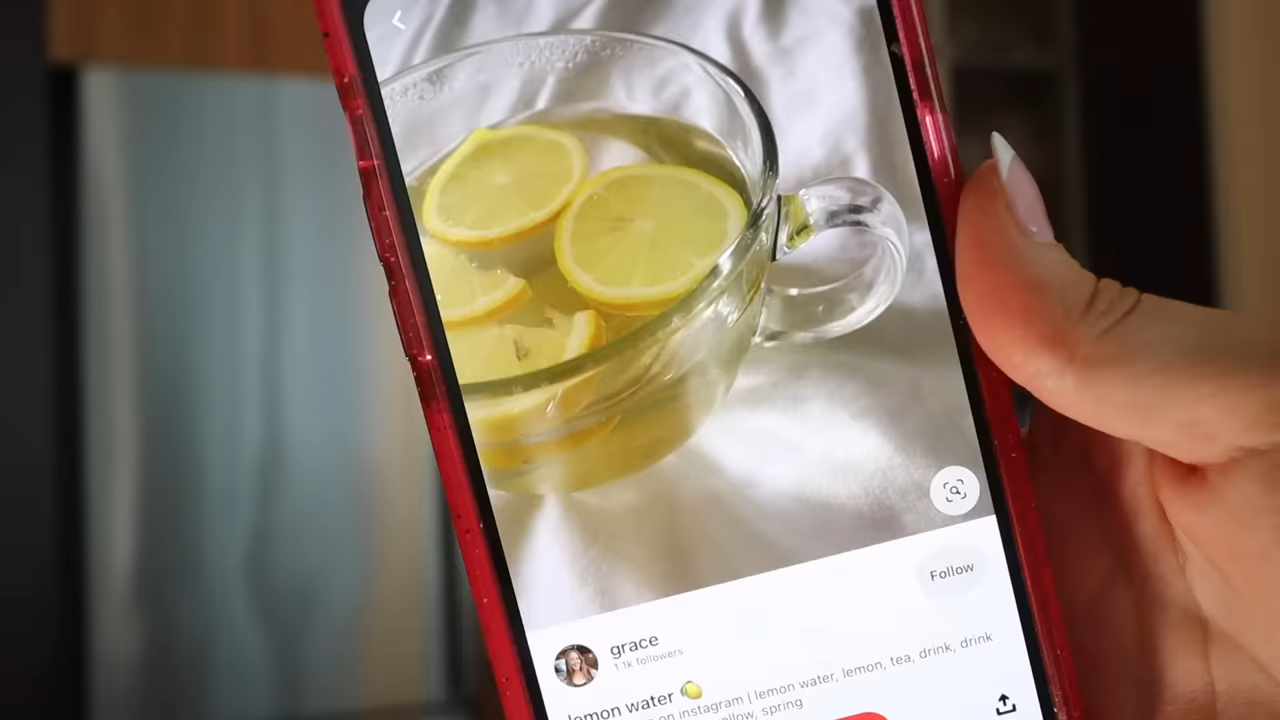 Follow
grace
1.1k followers
lemon water 🍋
on instagram | lemon water, lemon, tea, drink, drink
spring